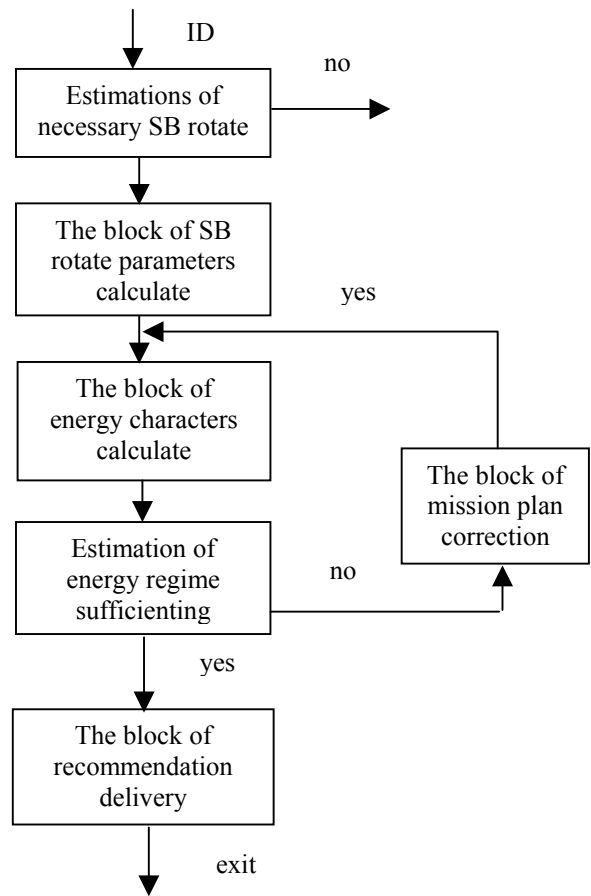 ID
no
Estimations of
necessary SB rotate
The block of SB
rotate parameters
calculate
yes
The block of
energy characters
calculate
The block of
mission plan
correction
Estimation of
energy regime
sufficienting
no
yes
The block of
recommendation
delivery
exit